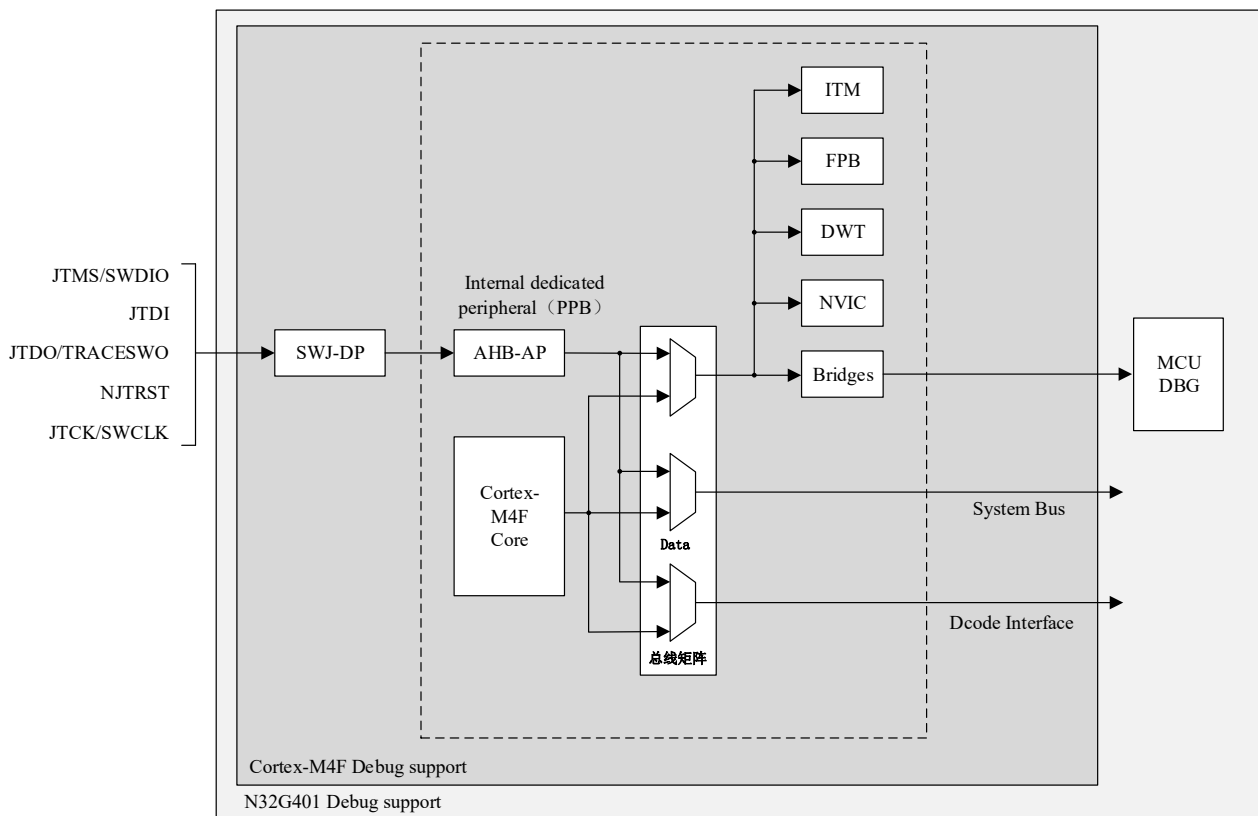 ITM
FPB
DWT
NVIC
Bridges
JTMS/SWDIO
JTDI
JTDO/TRACESWO
NJTRST
JTCK/SWCLK
SWJ-DP
Internal dedicated
peripheral（PPB）
AHB-AP
Cortex-
M4F
Core
Data
总线矩阵
MCU
DBG
System Bus
Dcode Interface
Cortex-M4F Debug support
N32G401 Debug support